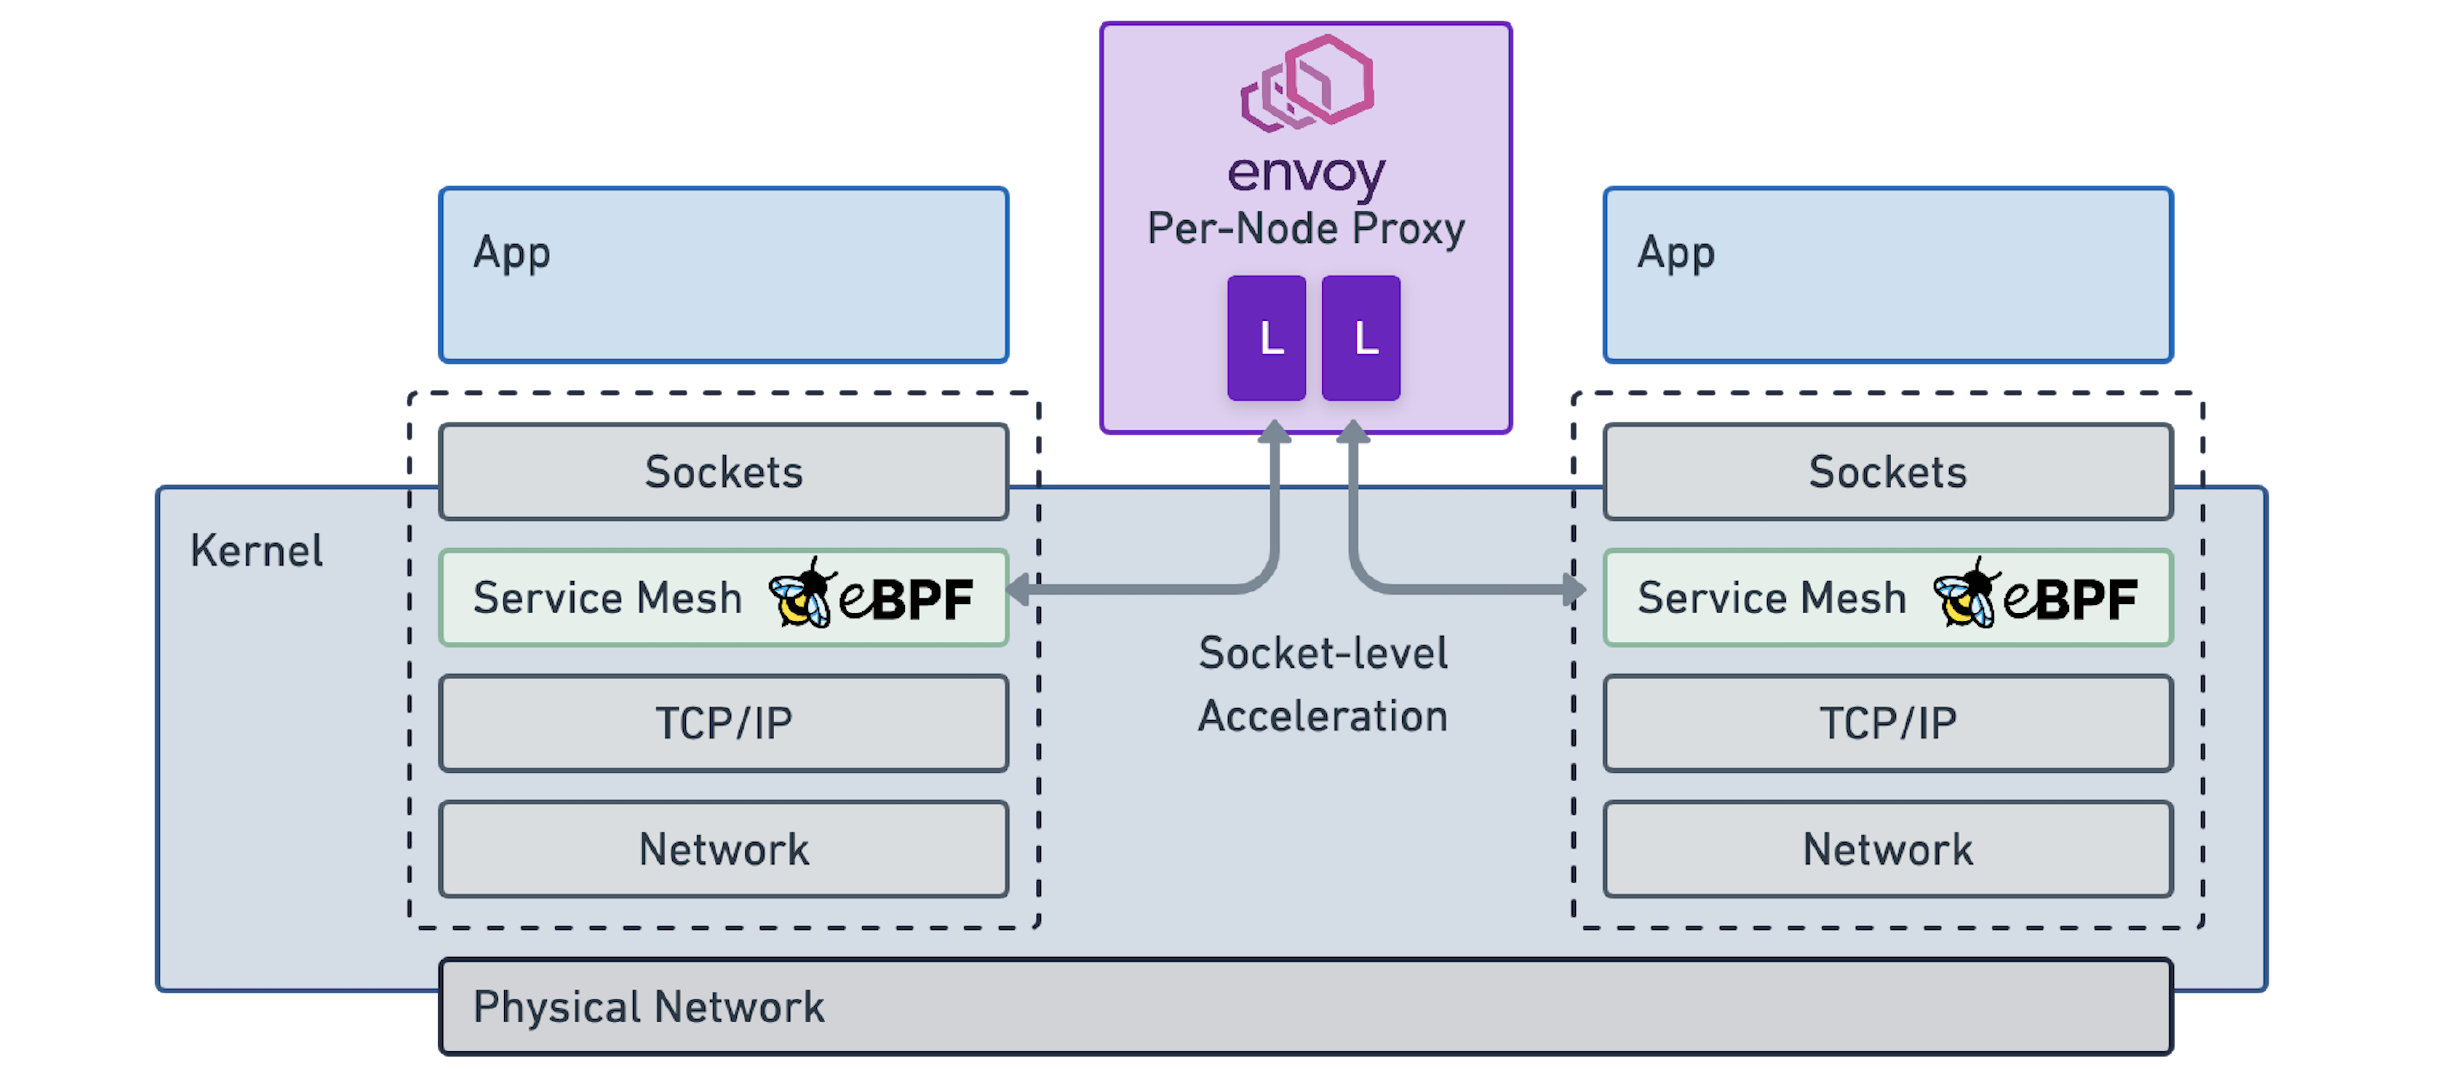 envoy
Per-Node Proxy
L L
App
App
Sockets
Sockets
Kernel
Service Mesh eBPF
Service Mesh eBPF
Socket-level
Acceleration
TCP/IP
TCP/IP
Network
Network
Physical Network